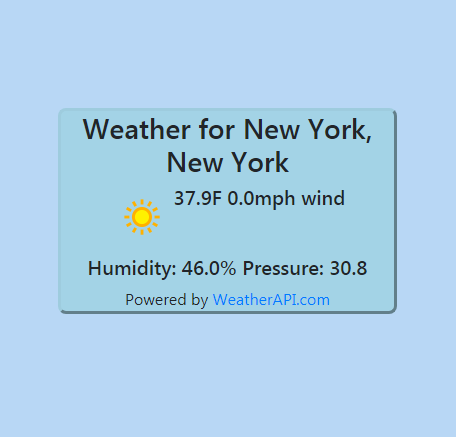 Weather for New York,
New York
37.9F 0.0mph wind
Humidity: 46.0% Pressure: 30.8
Powered by WeatherAPI.com